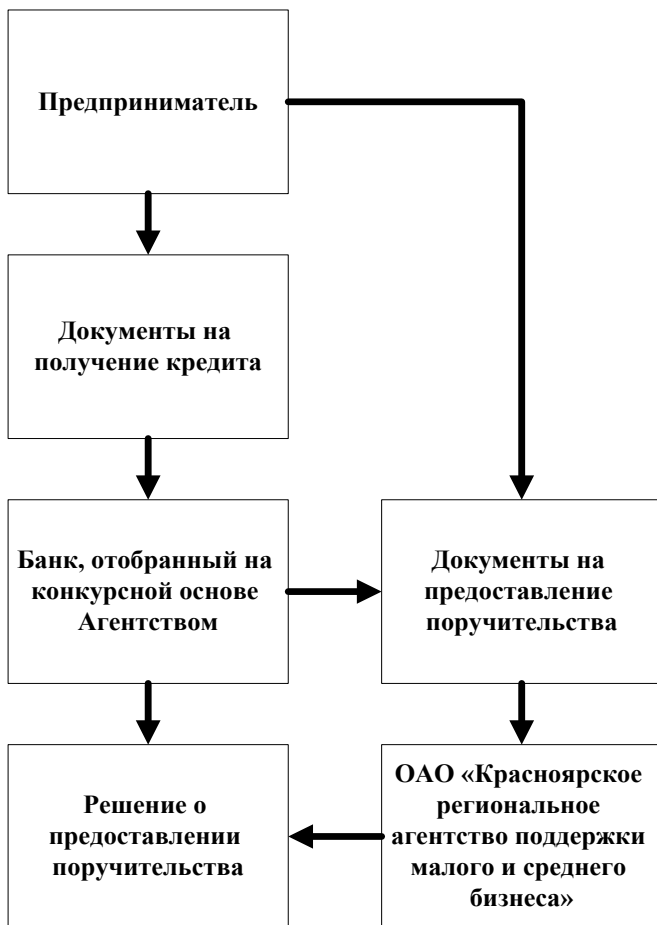 Предприниматель
Документы на
получение кредита
Банк, отобранный на
конкурсной основе
Агентством
Документы на
предоставление
поручительства
Решение о
предоставлении
поручительства
ОАО «Красноярское
региональное
агентство поддержки
малого и среднего
бизнеса»